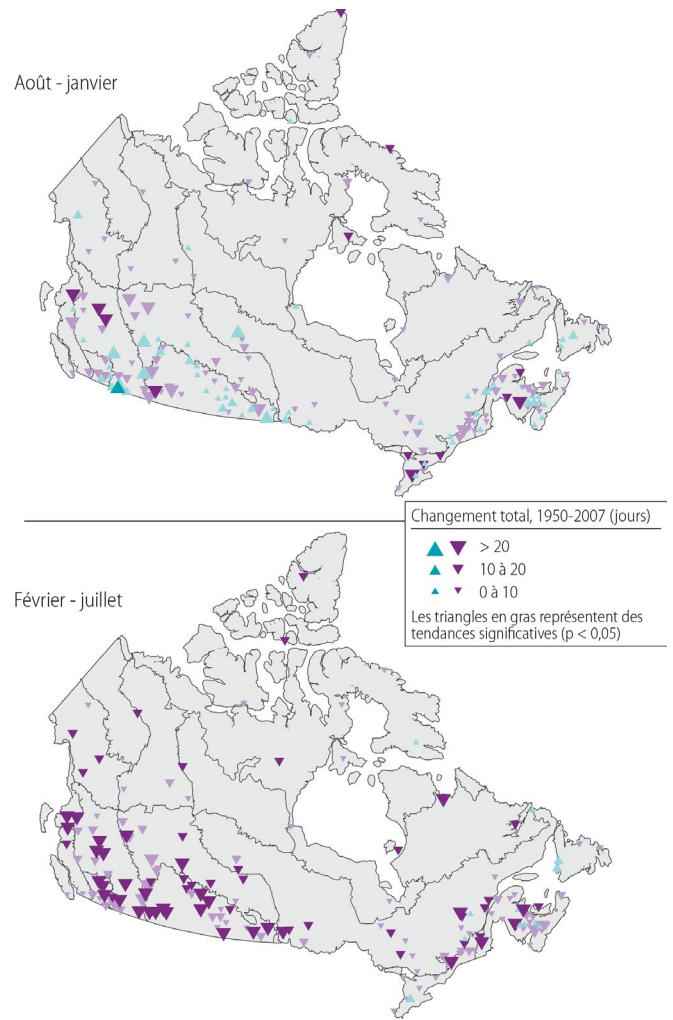 Août - janvier
Changement total, 1950-2007 (jours)
> 20
10 à 20
0 à 10
Les triangles en gras représentent des
tendances significatives (p < 0,05)
Février - juillet